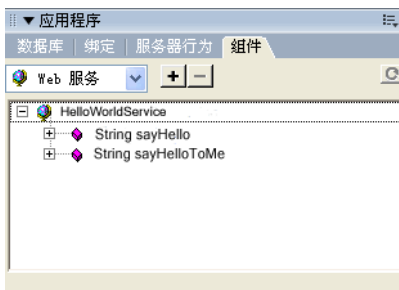 应用程序
数据库 绑定 服务器行为 组件
Web 服务
HelloWorldService
String sayHello
String sayHelloToMe